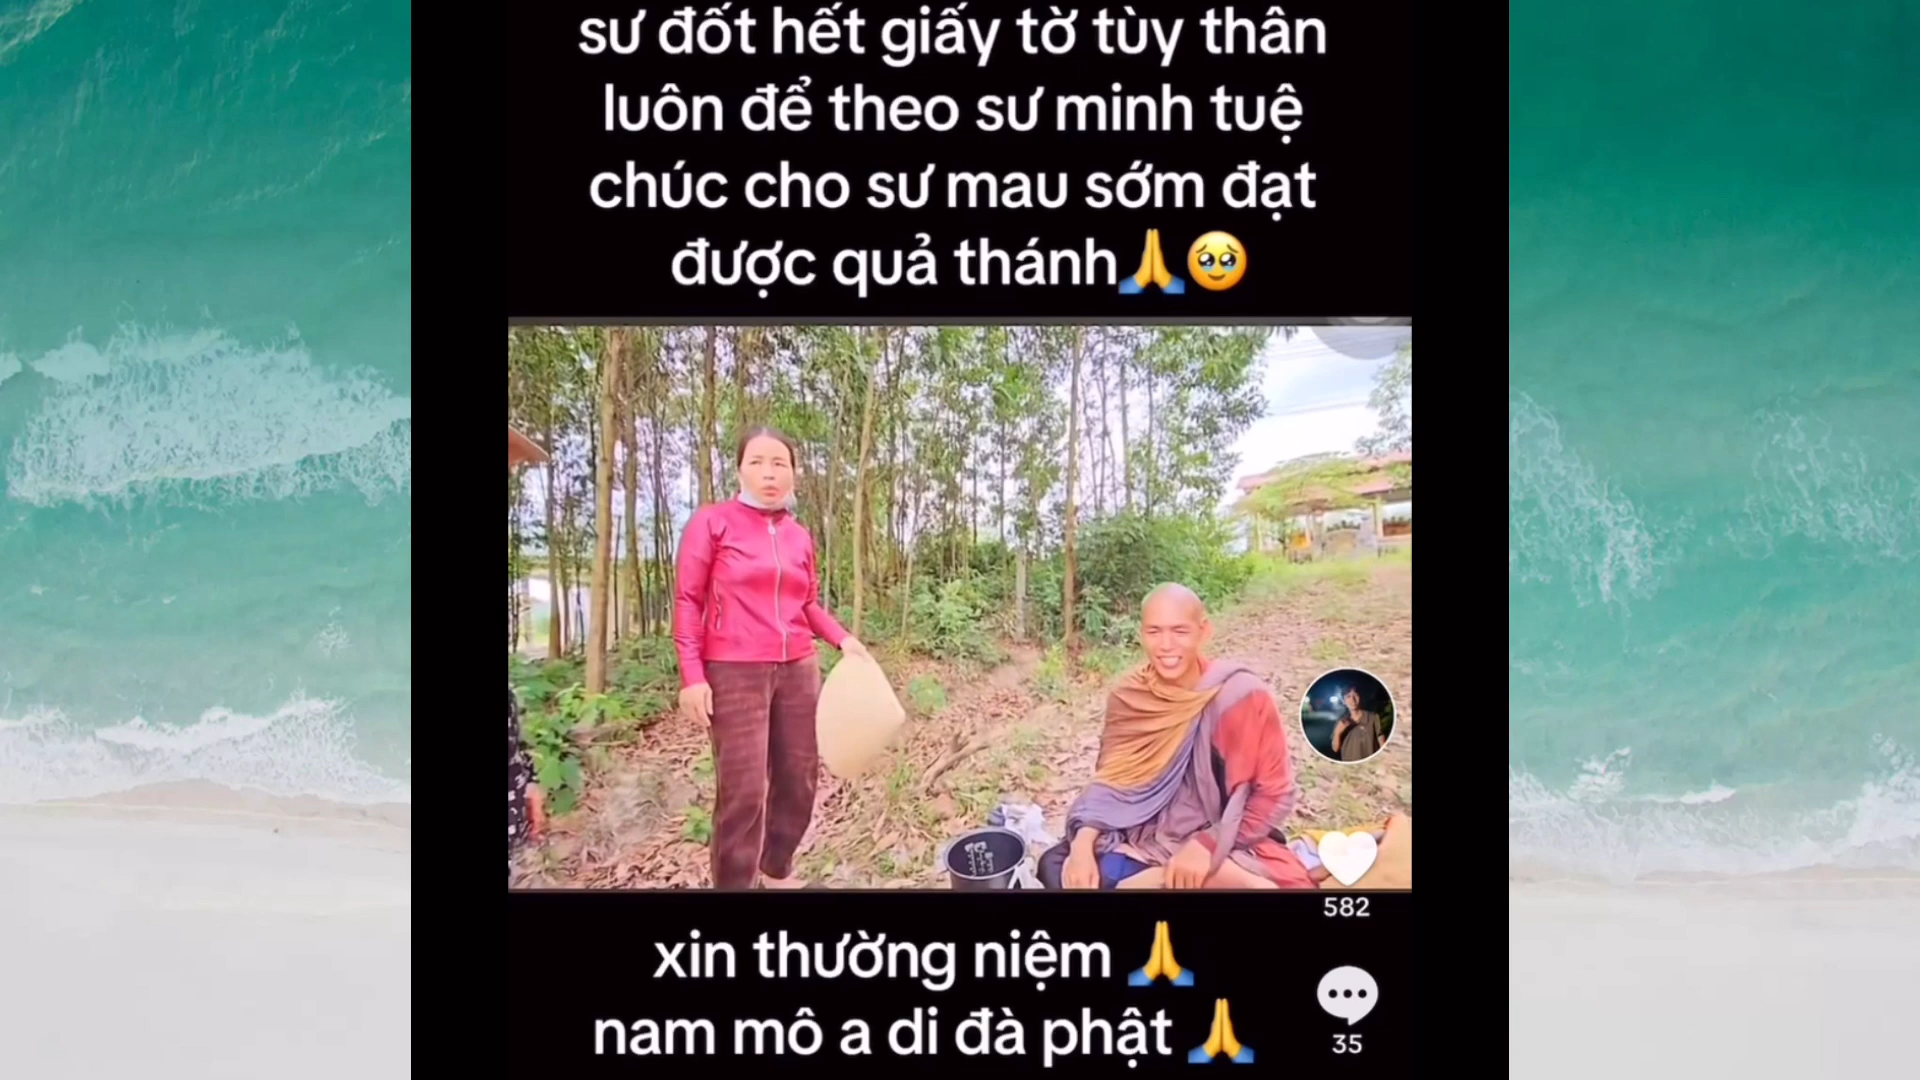 sư đốt hết giấy tờ tùy thân
luôn để theo sư minh tuệ
chúc cho sư mau sớm đạt
được quả thánh🙏🥹
582
xin thường niệm 🙏
nam mô a di đà phật 🙏
35